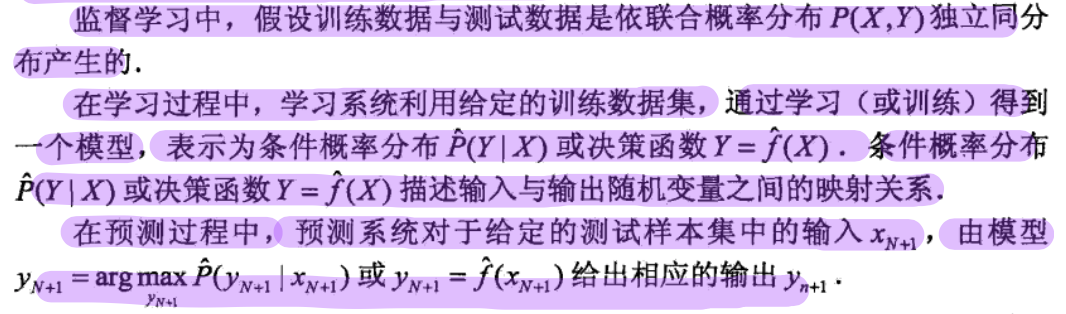 监督学习中，假设训练数据与测试数据是依联合概率分布 P(X,Y) 独立同分
布产生的．
在学习过程中，学习系统利用给定的训练数据集，通过学习（或训练）得到
一个模型，表示为条件概率分布 P̂(Y|X) 或决策函数 Y = f̂(X)．条件概率分布
P̂(Y|X) 或决策函数 Y = f̂(X) 描述输入与输出随机变量之间的映射关系．
在预测过程中，预测系统对于给定的测试样本集中的输入 x_{N+1}，由模型
y_{N+1} = arg max_{y_{N+1}} P̂(y_{N+1} | x_{N+1}) 或 y_{N+1} = f̂(x_{N+1}) 给出相应的输出 y_{n+1}．